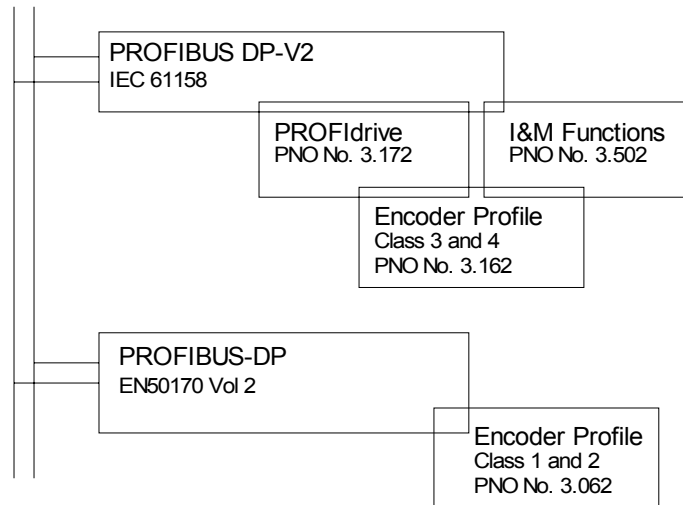 PROFIBUS DP-V2
IEC 61158
PROFIdrive
PNO No. 3.172
I&M Functions
PNO No. 3.502
Encoder Profile
Class 3 and 4
PNO No. 3.162
PROFIBUS-DP
EN50170 Vol 2
Encoder Profile
Class 1 and 2
PNO No. 3.062